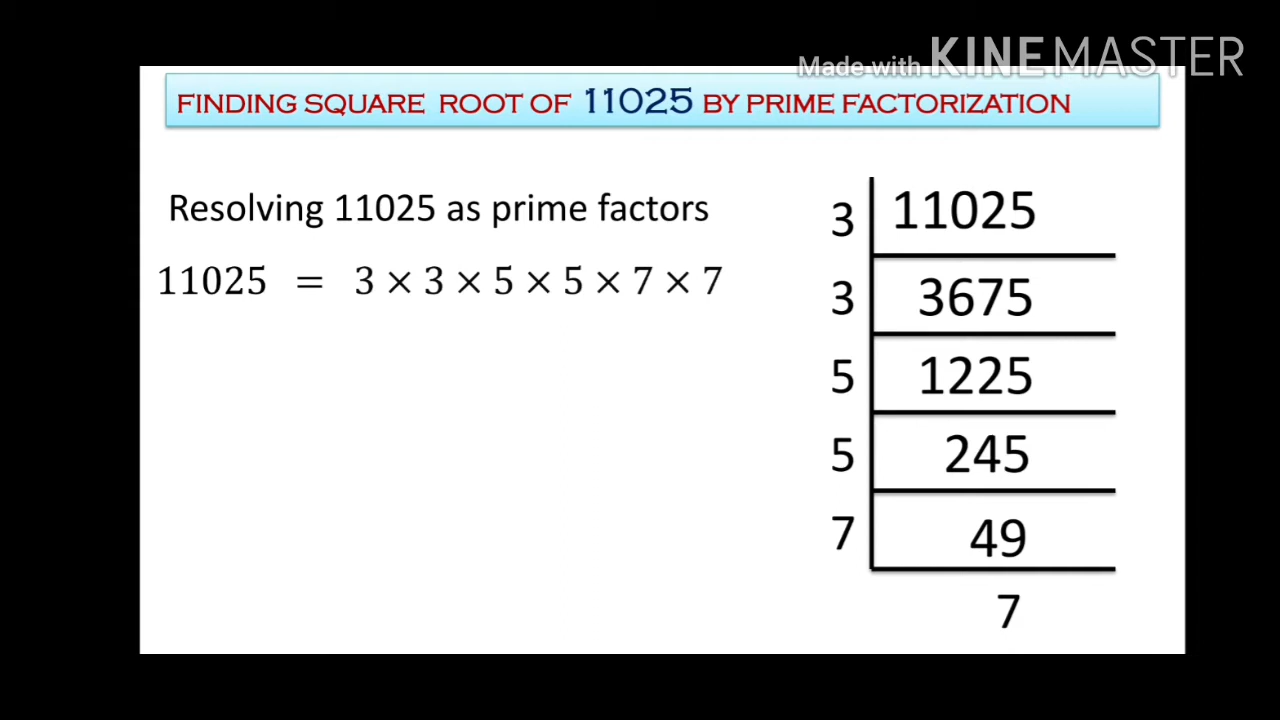 Made with KINEMASTER
FINDING SQUARE ROOT OF 11025 BY PRIME FACTORIZATION
Resolving 11025 as prime factors
11025 = 3 × 3 × 5 × 5 × 7 × 7
3 11025
3 3675
5 1225
5 245
7 49
7